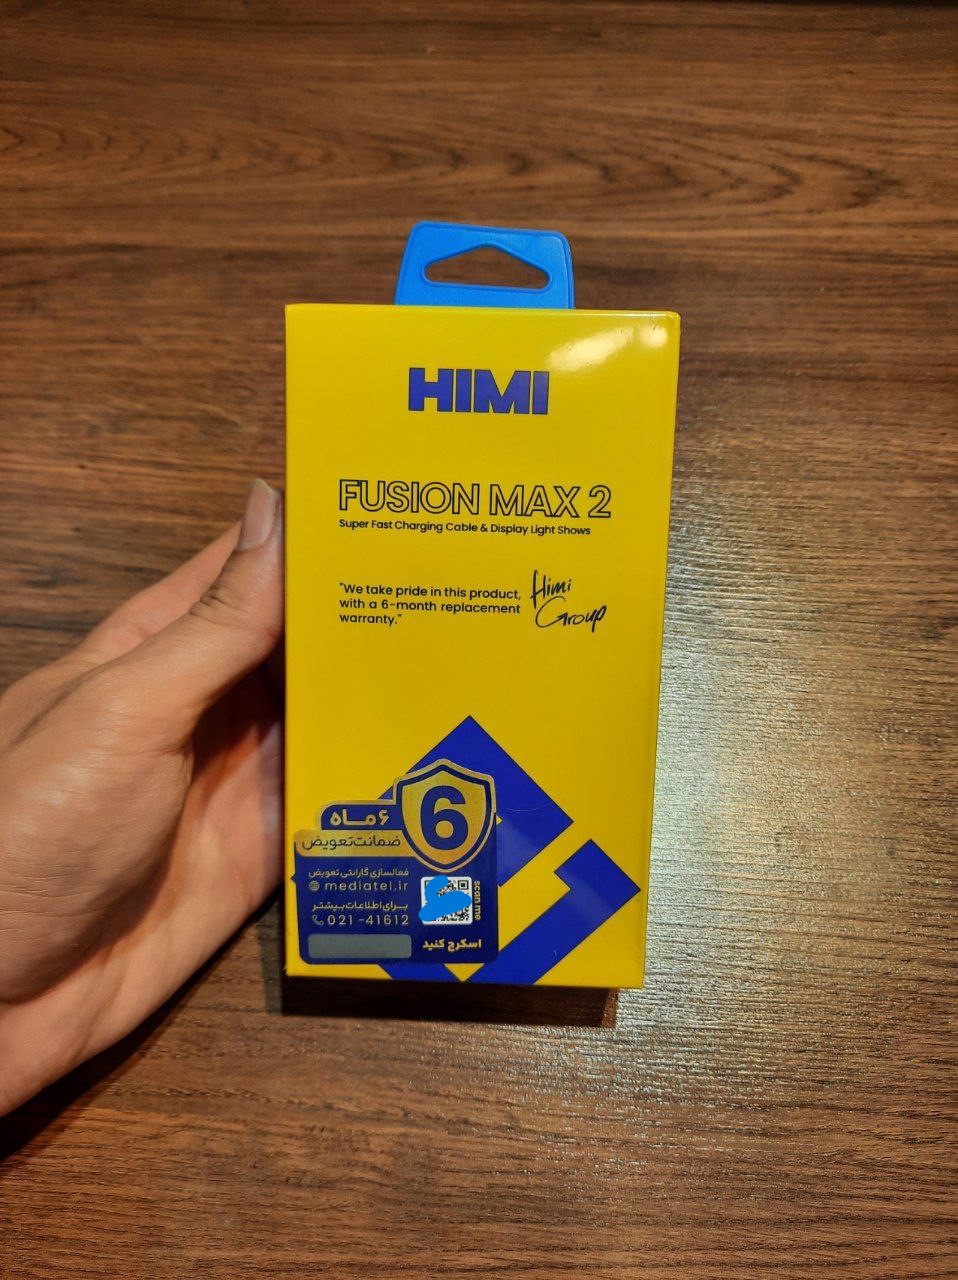 HIMI
FUSION MAX 2
Super Fast Charging Cable & Display Light Shows
"We take pride in this product,
with a 6-month replacement
warranty."
Himi
Group
6
۶ ماه
ضمانت تعویض
فعالسازی گارانتی تعویض
mediatel.ir
برای اطلاعات بیشتر
021-41612
اسکرچ کنید
scan me